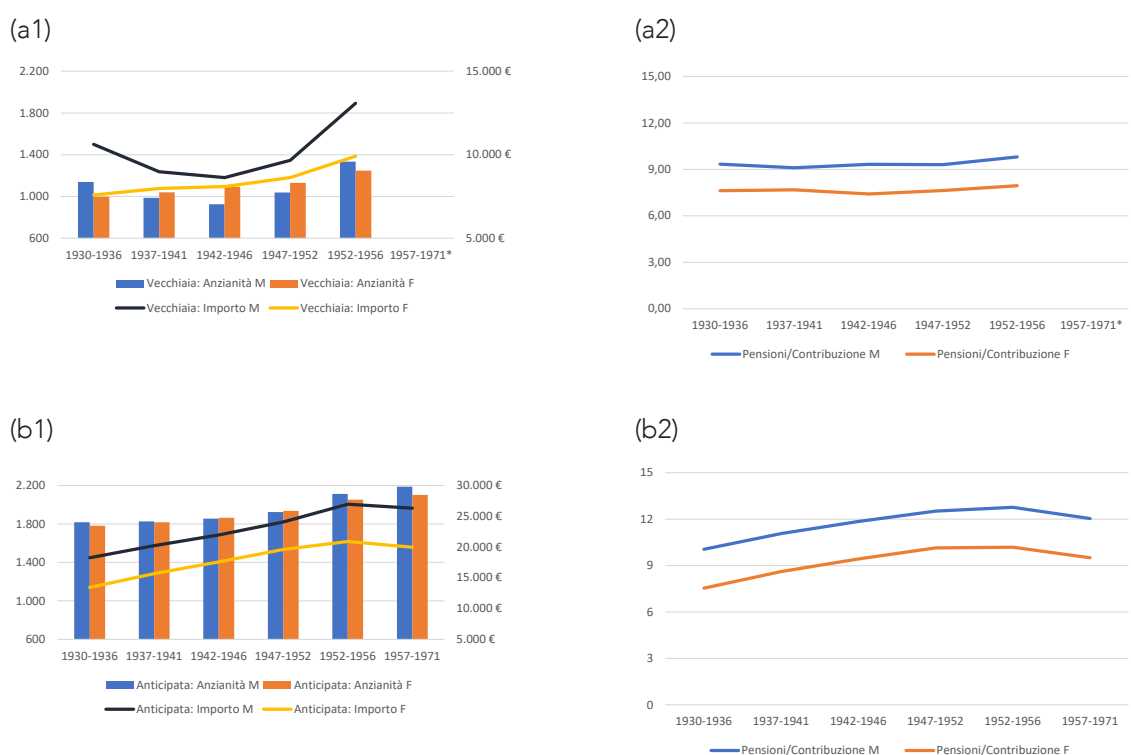 (a1)
2.200 15.000 €
1.800
1.400 10.000 €
1.000
600 5.000 €
1930-1936 1937-1941 1942-1946 1947-1952 1952-1956 1957-1971*
Vecchiaia: Anzianità M Vecchiaia: Anzianità F
Vecchiaia: Importo M Vecchiaia: Importo F
(a2)
15,00
12,00
9,00
6,00
3,00
0,00
1930-1936 1937-1941 1942-1946 1947-1952 1952-1956 1957-1971*
Pensioni/Contribuzione M Pensioni/Contribuzione F
(b1)
2.200 30.000 €
25.000 €
1.800
20.000 €
1.400
15.000 €
1.000
10.000 €
600 5.000 €
1930-1936 1937-1941 1942-1946 1947-1952 1952-1956 1957-1971
Anticipata: Anzianità M Anticipata: Anzianità F
Anticipata: Importo M Anticipata: Importo F
(b2)
15
12
9
6
3
0
1930-1936 1937-1941 1942-1946 1947-1952 1952-1956 1957-1971
Pensioni/Contribuzione M Pensioni/Contribuzione F